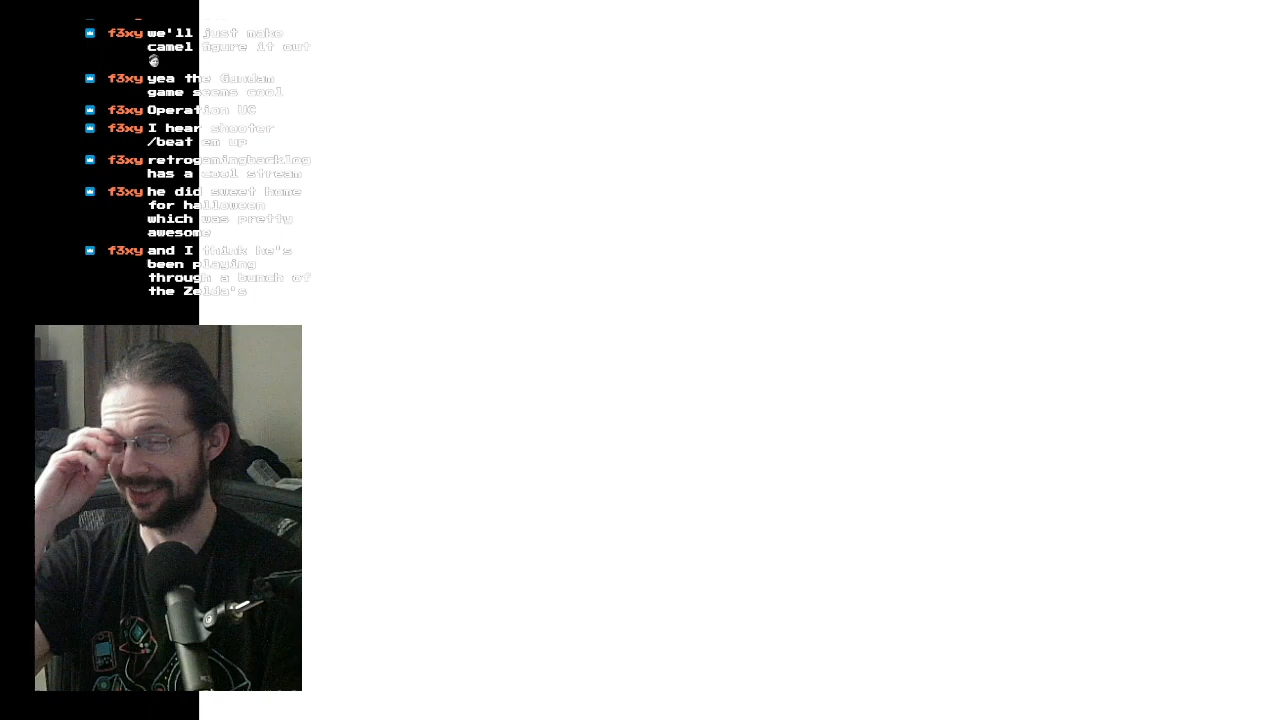 f3xy we'll just make
camel figure it out
f3xy yea the Gundam
game seems cool
f3xy Operation UC
f3xy I hear shooter
/beat em up
f3xy retrogamingbacklog
has a cool stream
f3xy he did sweet home
for halloween
which was pretty
awesome
f3xy and I think he's
been playing
through a bunch of
the Zelda's